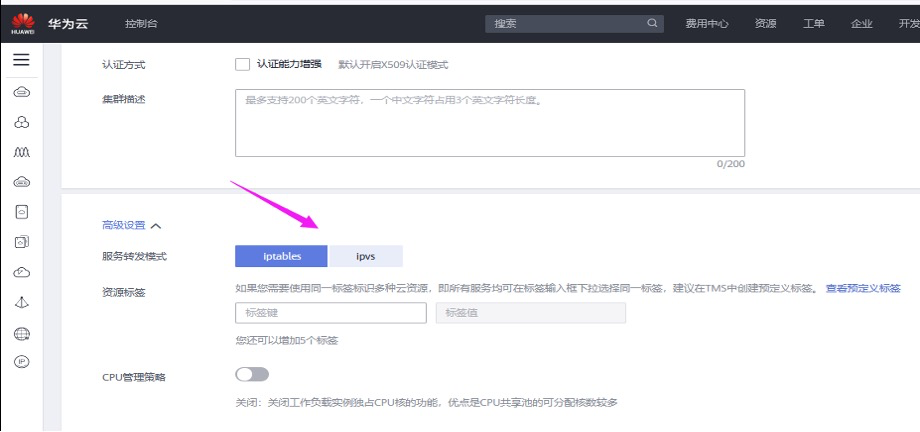 HUAWEI 华为云 控制台 搜索 费用中心 资源 工单 企业 开发
认证方式 认证能力增强 默认开启X509认证模式
集群描述 最多支持200个英文字符，一个中文字符占用3个英文字符长度。
0/200
高级设置
服务转发模式 iptables ipvs
资源标签 如果您需要使用同一标签标识多种云资源，即所有服务均可在标签输入框下拉选择同一标签，建议在TMS中创建预定义标签。 查看预定义标签
标签键 标签值
您还可以增加5个标签
CPU管理策略
关闭：关闭工作负载实例独占CPU核的功能，优点是CPU共享池的可分配核数较多
IP